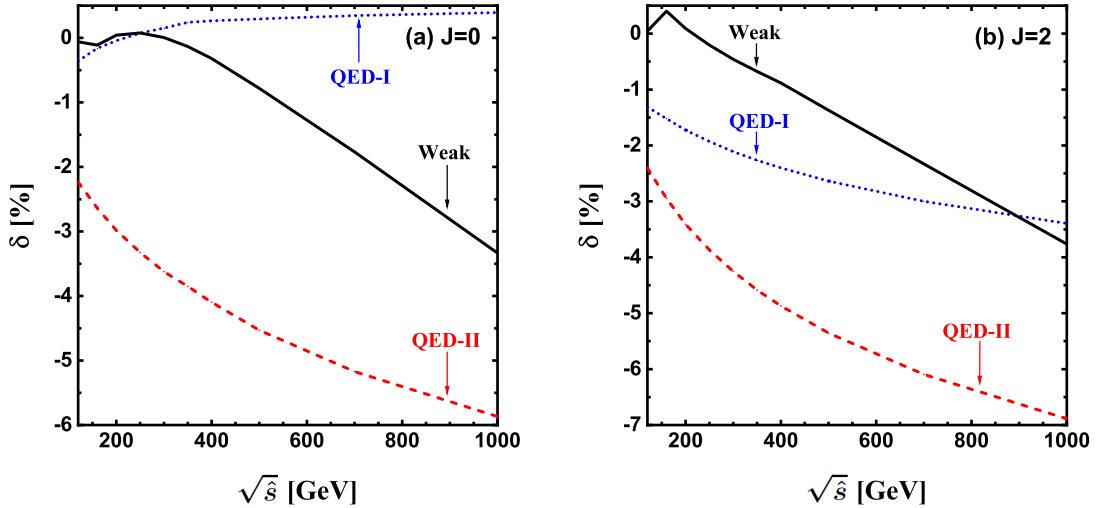 (a) J=0
QED-I
Weak
QED-II
0
-1
-2
-3
-4
-5
-6
δ [%]
200
400
600
800
1000
√ŝ [GeV]
(b) J=2
Weak
QED-I
QED-II
0
-1
-2
-3
-4
-5
-6
-7
δ [%]
200
400
600
800
1000
√ŝ [GeV]